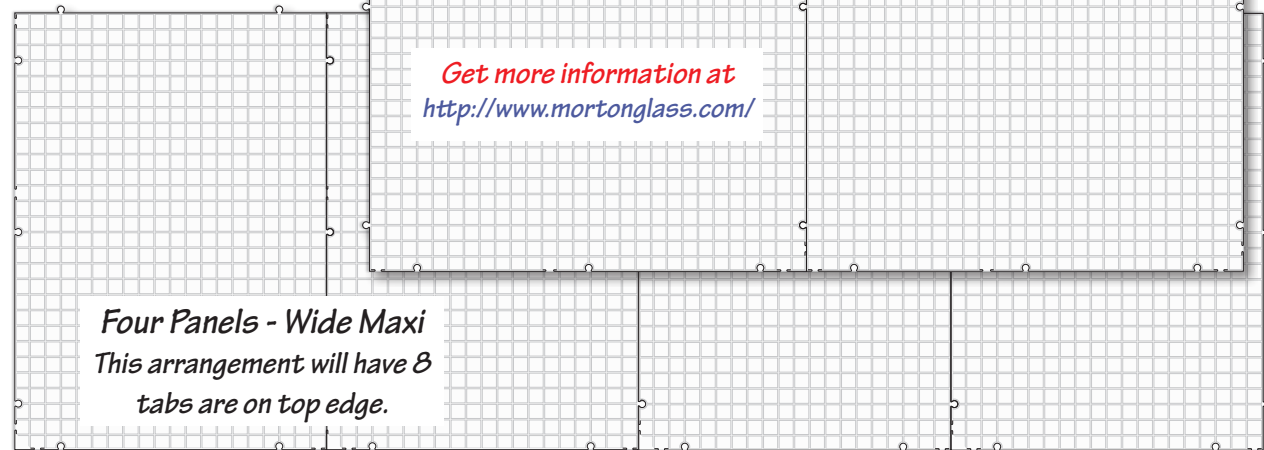 Get more information at
http://www.mortonglass.com/
Four Panels - Wide Maxi
This arrangement will have 8
tabs are on top edge.